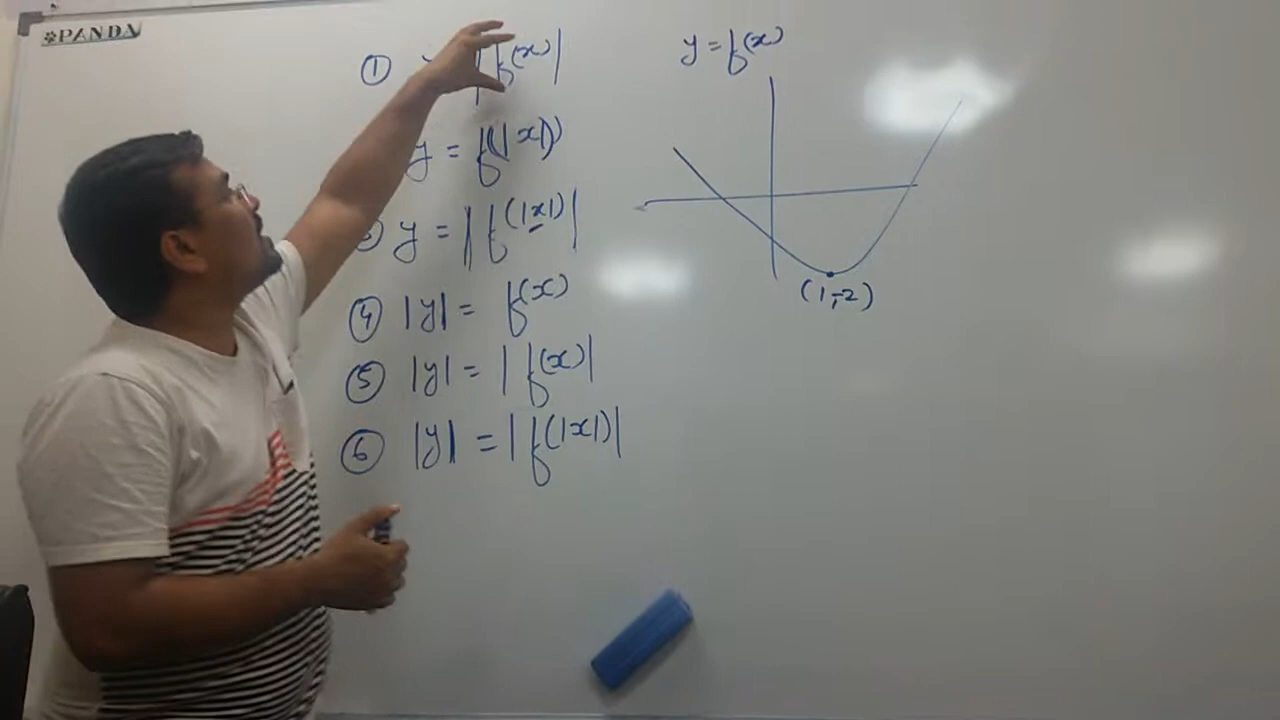 PANDA
① y = |f(x)|
y = f(|x|)
③ y = |f(|x|)|
④ |y| = f(x)
⑤ |y| = |f(x)|
⑥ |y| = |f(|x|)|
y = f(x)
(1,-2)